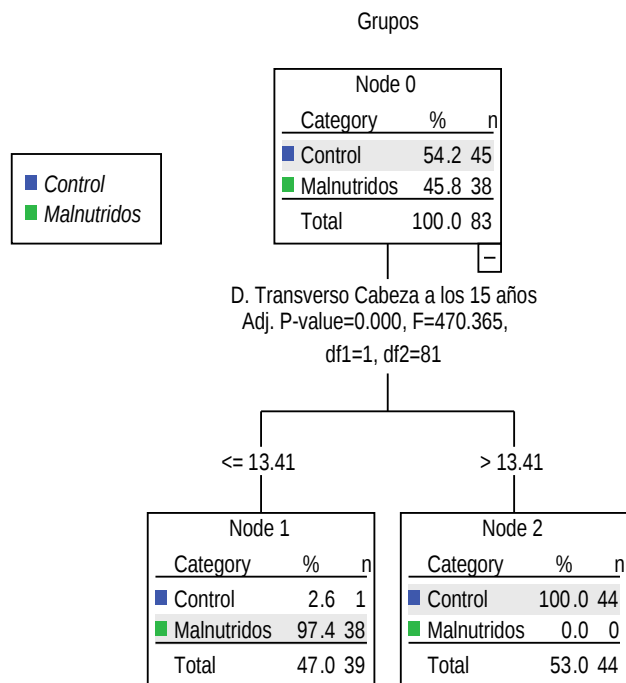 Grupos
Node 0
Category % n
Control 54.2 45
Malnutridos 45.8 38
Total 100.0 83
Control
Malnutridos
D. Transverso Cabeza a los 15 años
Adj. P-value=0.000, F=470.365,
df1=1, df2=81
<= 13.41
> 13.41
Node 1
Category % n
Control 2.6 1
Malnutridos 97.4 38
Total 47.0 39
Node 2
Category % n
Control 100.0 44
Malnutridos 0.0 0
Total 53.0 44